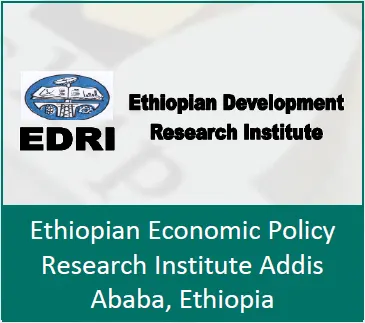 Ethiopian Development
Research Institute
EDRI
Ethiopian Economic Policy
Research Institute Addis
Ababa, Ethiopia